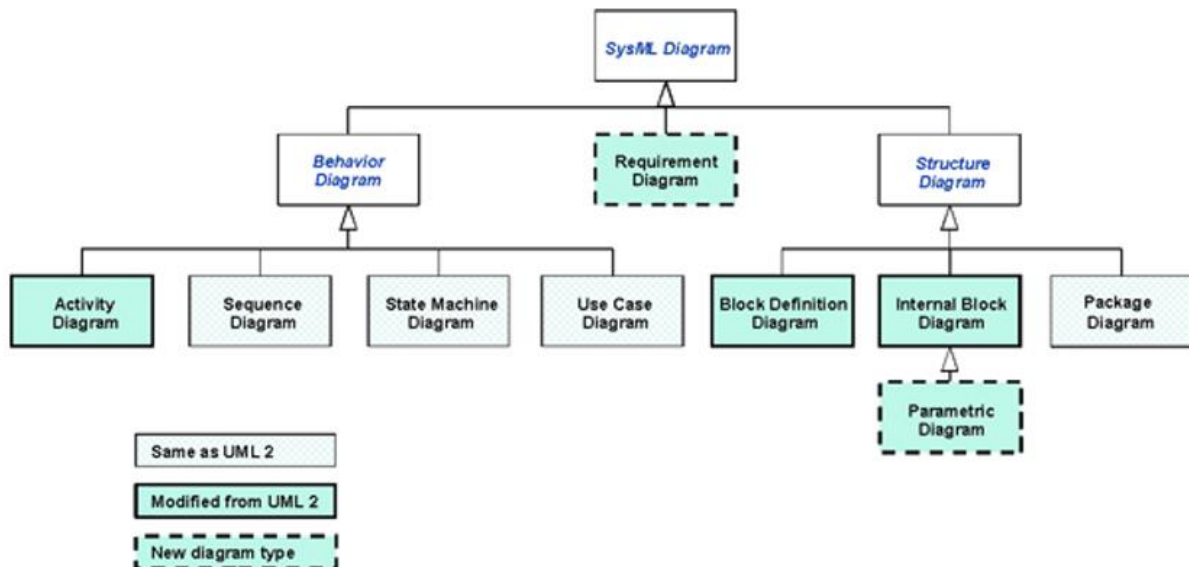 SysML Diagram
Behavior
Diagram
Requirement
Diagram
Structure
Diagram
Activity
Diagram
Sequence
Diagram
State Machine
Diagram
Use Case
Diagram
Block Definition
Diagram
Internal Block
Diagram
Package
Diagram
Parametric
Diagram
Same as UML 2
Modified from UML 2
New diagram type